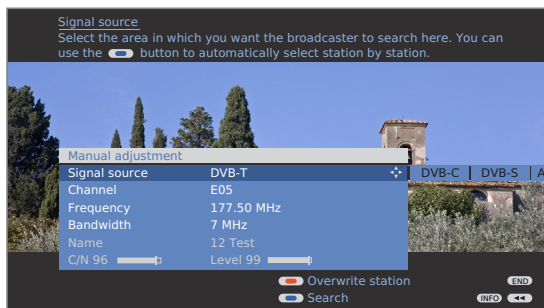 Signal source
Select the area in which you want the broadcaster to search here. You can
use the button to automatically select station by station.
Manual adjustment
Signal source DVB-T DVB-C DVB-S A
Channel E05
Frequency 177.50 MHz
Bandwidth 7 MHz
Name 12 Test
C/N 96 Level 99
Overwrite station END
Search INFO